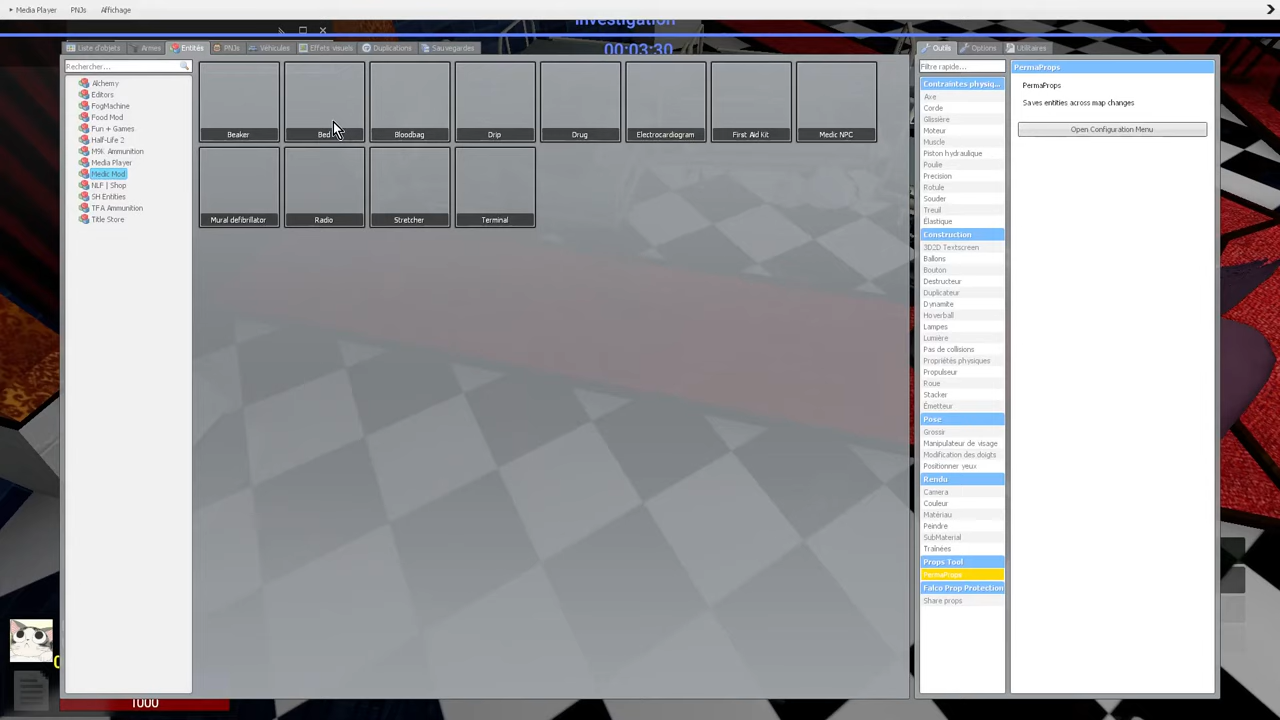 Media Player PNJs Affichage
Investigation
00:03:30
Liste d'objets Armes Entités PNJs Véhicules Effets visuels Duplications Sauvegardes
Rechercher...
Alchemy
Editors
FogMachine
Food Mod
Fun + Games
Half-Life 2
M9K Ammunition
Media Player
Medic Mod
NLF | Shop
SH Entities
TFA Ammunition
Title Store
Beaker
Bed
Bloodbag
Drip
Drug
Electrocardiogram
First Aid Kit
Medic NPC
Mural defibrillator
Radio
Stretcher
Terminal
Outils Options Utilitaires
Filtre rapide...
Contraintes physiq...
Axe
Corde
Glissière
Moteur
Muscle
Piston hydraulique
Poulie
Precision
Rotule
Souder
Treuil
Élastique
Construction
3D2D Textscreen
Ballons
Bouton
Destructeur
Duplicateur
Dynamite
Hoverball
Lampes
Lumière
Pas de collisions
Propriétés physiques
Propulseur
Roue
Stacker
Émetteur
Pose
Grossir
Manipulateur de visage
Modification des doigts
Positionner yeux
Rendu
Camera
Couleur
Matériau
Peindre
SubMaterial
Traînées
Props Tool
PermaProps
Falco Prop Protection
Share props
PermaProps
PermaProps
Saves entities across map changes
Open Configuration Menu
1000